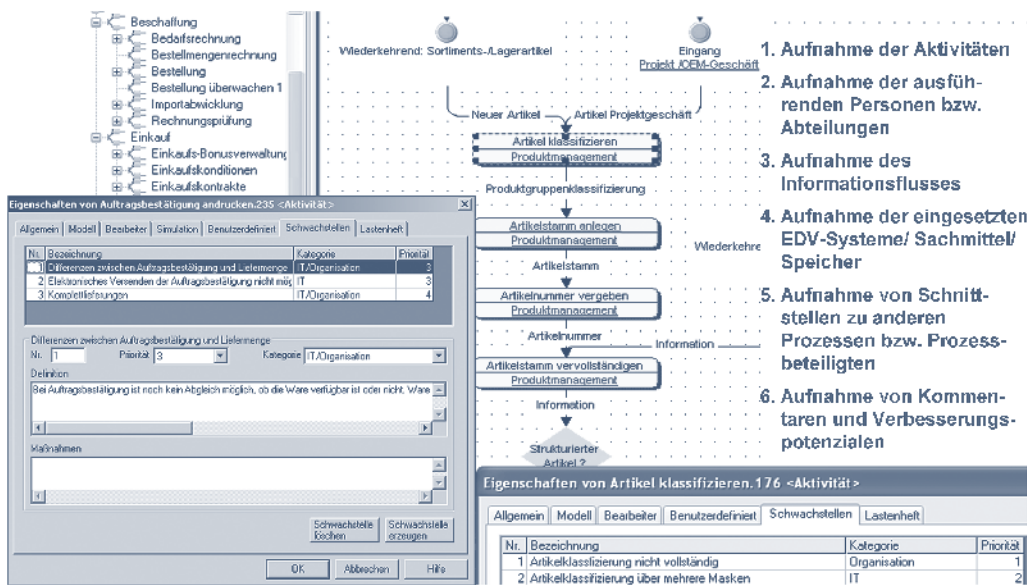 Beschaffung
Bedarfsrechnung
Bestellmengenrechnung
Bestellung
Bestellung überwachen 1
Importabwicklung
Rechnungsprüfung
Einkauf
Einkaufs-Bonusverwaltung
Einkaufskonditionen
Einkaufskontrakte
Wiederkehrend: Sortiments-/Lagerartikel
Eingang
Projekt /OEM-Geschäft
Neuer Artikel
Artikel Projektgeschäft
Artikel klassifizieren
Produktmanagement
Produktgruppenklassifizierung
Artikelstamm anlegen
Produktmanagement
Wiederkehre
Artikelstamm
Artikelnummer vergeben
Produktmanagement
Artikelnummer
Information
Artikelstamm vervollständigen
Produktmanagement
Information
Strukturierter
Artikel ?
1. Aufnahme der Aktivitäten
2. Aufnahme der ausfüh-
renden Personen bzw.
Abteilungen
3. Aufnahme des
Informationsflusses
4. Aufnahme der eingesetzten
EDV-Systeme/ Sachmittel/
Speicher
5. Aufnahme von Schnitt-
stellen zu anderen
Prozessen bzw. Prozess-
beteiligten
6. Aufnahme von Kommen-
taren und Verbesserungs-
potenzialen
Eigenschaften von Auftragsbestätigung andrucken.235 <Aktivität>
Allgemein Modell Bearbeiter Simulation Benutzerdefiniert Schwachstellen Lastenheft
Nr. Bezeichnung Kategorie Priorität
1 Differenzen zwischen Auftragsbestätigung und Liefermenge IT/Organisation 3
2 Elektronisches Versenden der Auftragsbestätigung nicht mög IT 3
3 Komplettlieferungen IT/Organisation 4
Differenzen zwischen Auftragsbestätigung und Liefermenge
Nr. 1 Priorität 3 Kategorie IT/Organisation
Definition
Bei Auftragsbestätigung ist noch kein Abgleich möglich, ob die Ware verfügbar ist oder nicht. Ware
Maßnahmen
Schwachstelle löschen
Schwachstelle erzeugen
OK Abbrechen Hilfe
Eigenschaften von Artikel klassifizieren.176 <Aktivität>
Allgemein Modell Bearbeiter Benutzerdefiniert Schwachstellen Lastenheft
Nr. Bezeichnung Kategorie Priorität
1 Artikelklasslizierung nicht vollständig Organisation 1
2 Artikelklassifizierung über mehrere Masken IT 2